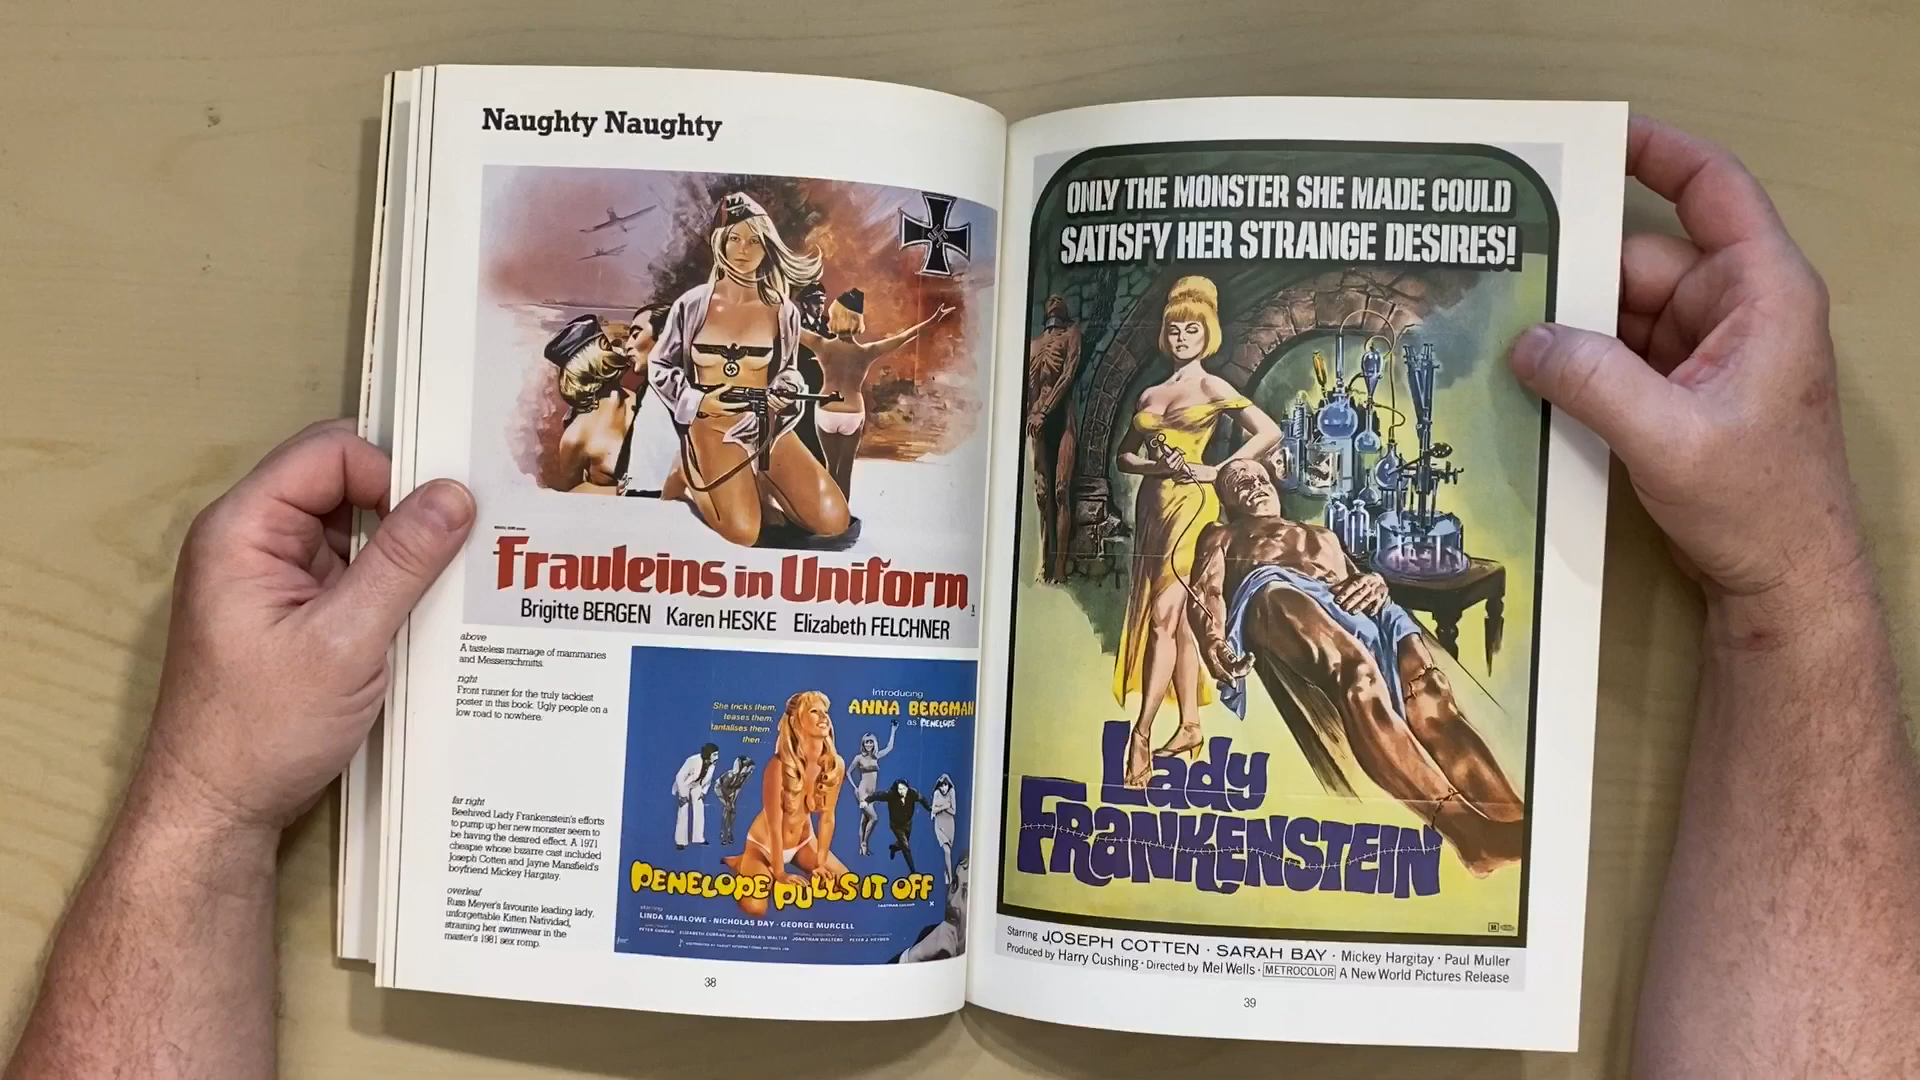 Naughty Naughty
Frauleins in Uniform
Brigitte BERGEN Karen HESKE Elizabeth FELCHNER
above
A tasteless marriage of mammaries
and Messerschmitts.
right
Front runner for the truly tackiest
poster in this book. Ugly people on a
low road to nowhere.
far right
Beehived Lady Frankenstein's efforts
to pump up her new monster seem to
be having the desired effect. A 1971
cheapie whose bizarre cast included
Joseph Cotten and Jayne Mansfield's
boyfriend Mickey Hargitay.
overleaf
Russ Meyer's favourite leading lady,
unforgettable Kitten Natividad,
straining her swimwear in the
master's 1981 sex romp.
She tricks them,
teases them,
tantalises them
then...
Introducing
ANNA BERGMAN
as 'PENELOPE'
PENELOPE PULLS IT OFF
starring
LINDA MARLOWE · NICHOLAS DAY · GEORGE MURCELL
PETER CURRAN
JONATHAN WALTERS
38
ONLY THE MONSTER SHE MADE COULD
SATISFY HER STRANGE DESIRES!
Lady
FRANKENSTEIN
R
Starring JOSEPH COTTEN · SARAH BAY · Mickey Hargitay · Paul Muller
Produced by Harry Cushing · Directed by Mel Wells · METROCOLOR A New World Pictures Release
39